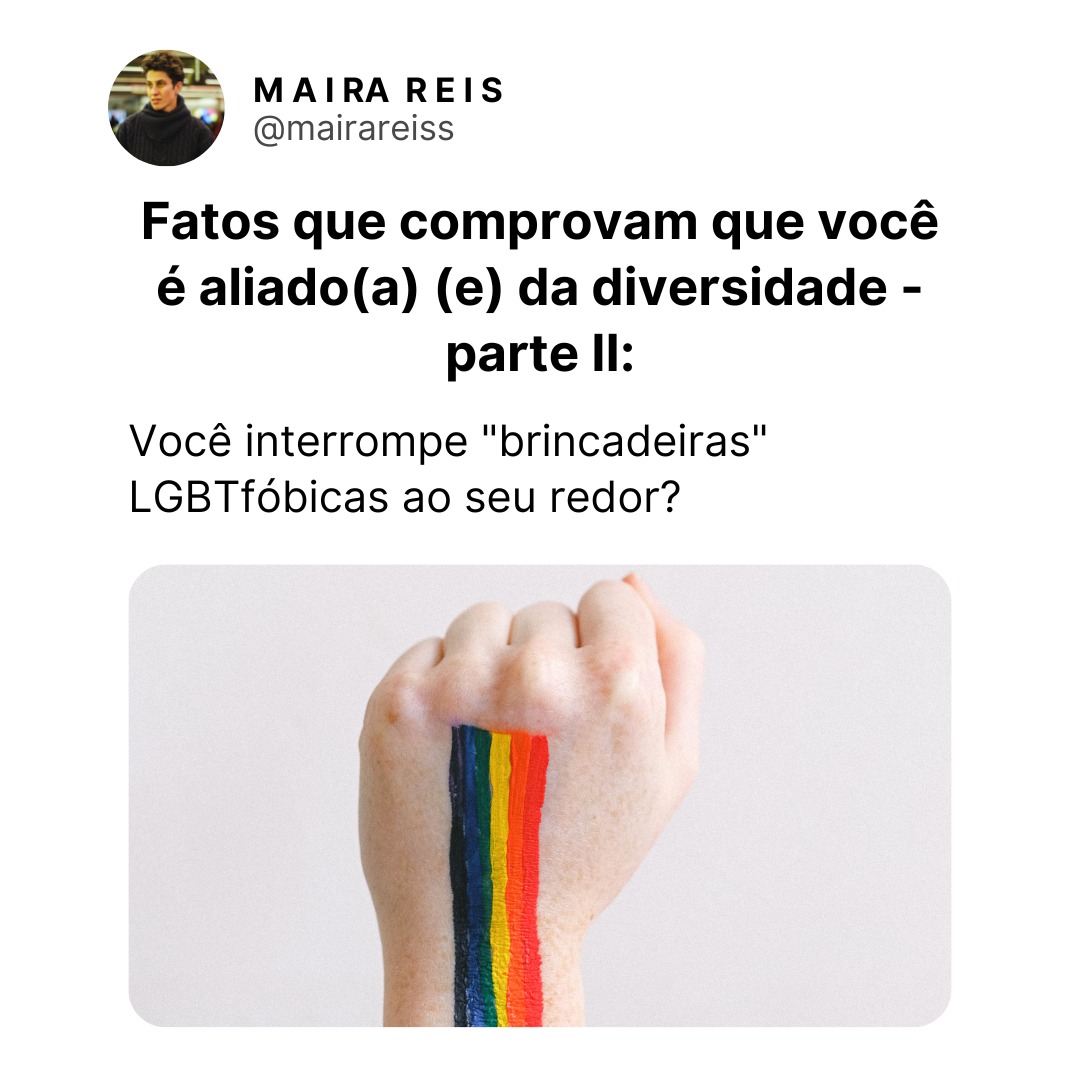 MAIRA REIS
@mairareiss
Fatos que comprovam que você
é aliado(a) (e) da diversidade -
parte II:
Você interrompe "brincadeiras"
LGBTfóbicas ao seu redor?